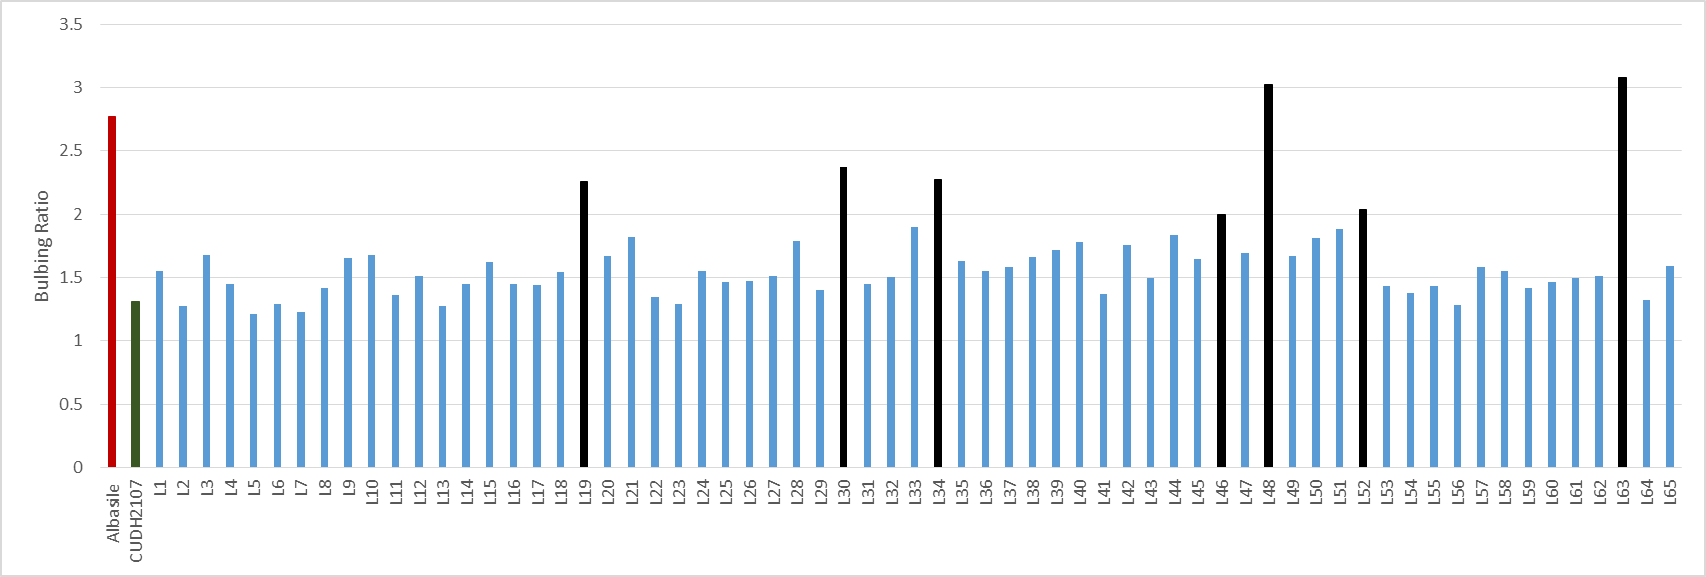 3.5
3
2.5
2
1.5
1
0.5
0
Bulbing Ratio
Albasile
CUDH2107
L1
L2
L3
L4
L5
L6
L7
L8
L9
L10
L11
L12
L13
L14
L15
L16
L17
L18
L19
L20
L21
L22
L23
L24
L25
L26
L27
L28
L29
L30
L31
L32
L33
L34
L35
L36
L37
L38
L39
L40
L41
L42
L43
L44
L45
L46
L47
L48
L49
L50
L51
L52
L53
L54
L55
L56
L57
L58
L59
L60
L61
L62
L63
L64
L65